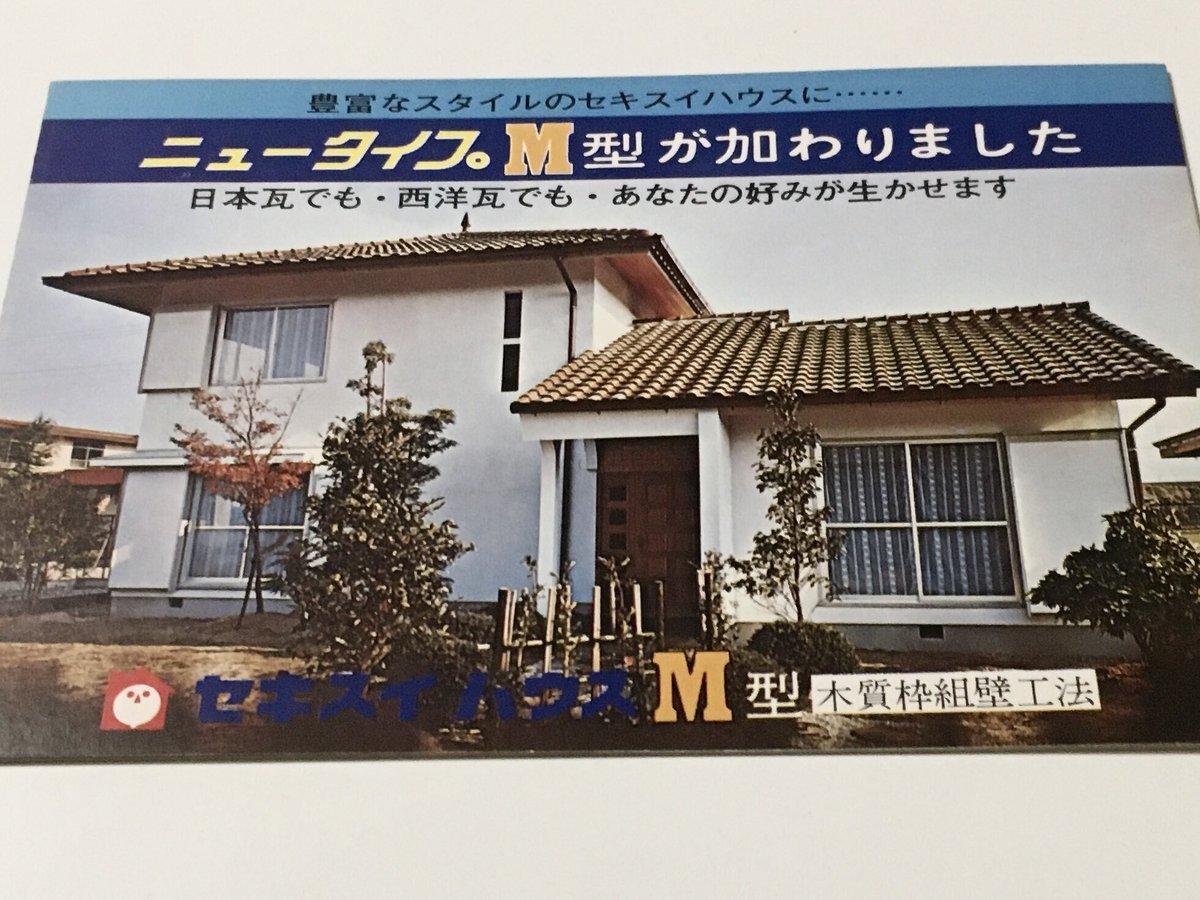 豊富なスタイルのセキスイハウスに……
ニュータイプ。M型が加わりました
日本瓦でも・西洋瓦でも・あなたの好みが生かせます
セキスイハウスM型 木質枠組壁工法